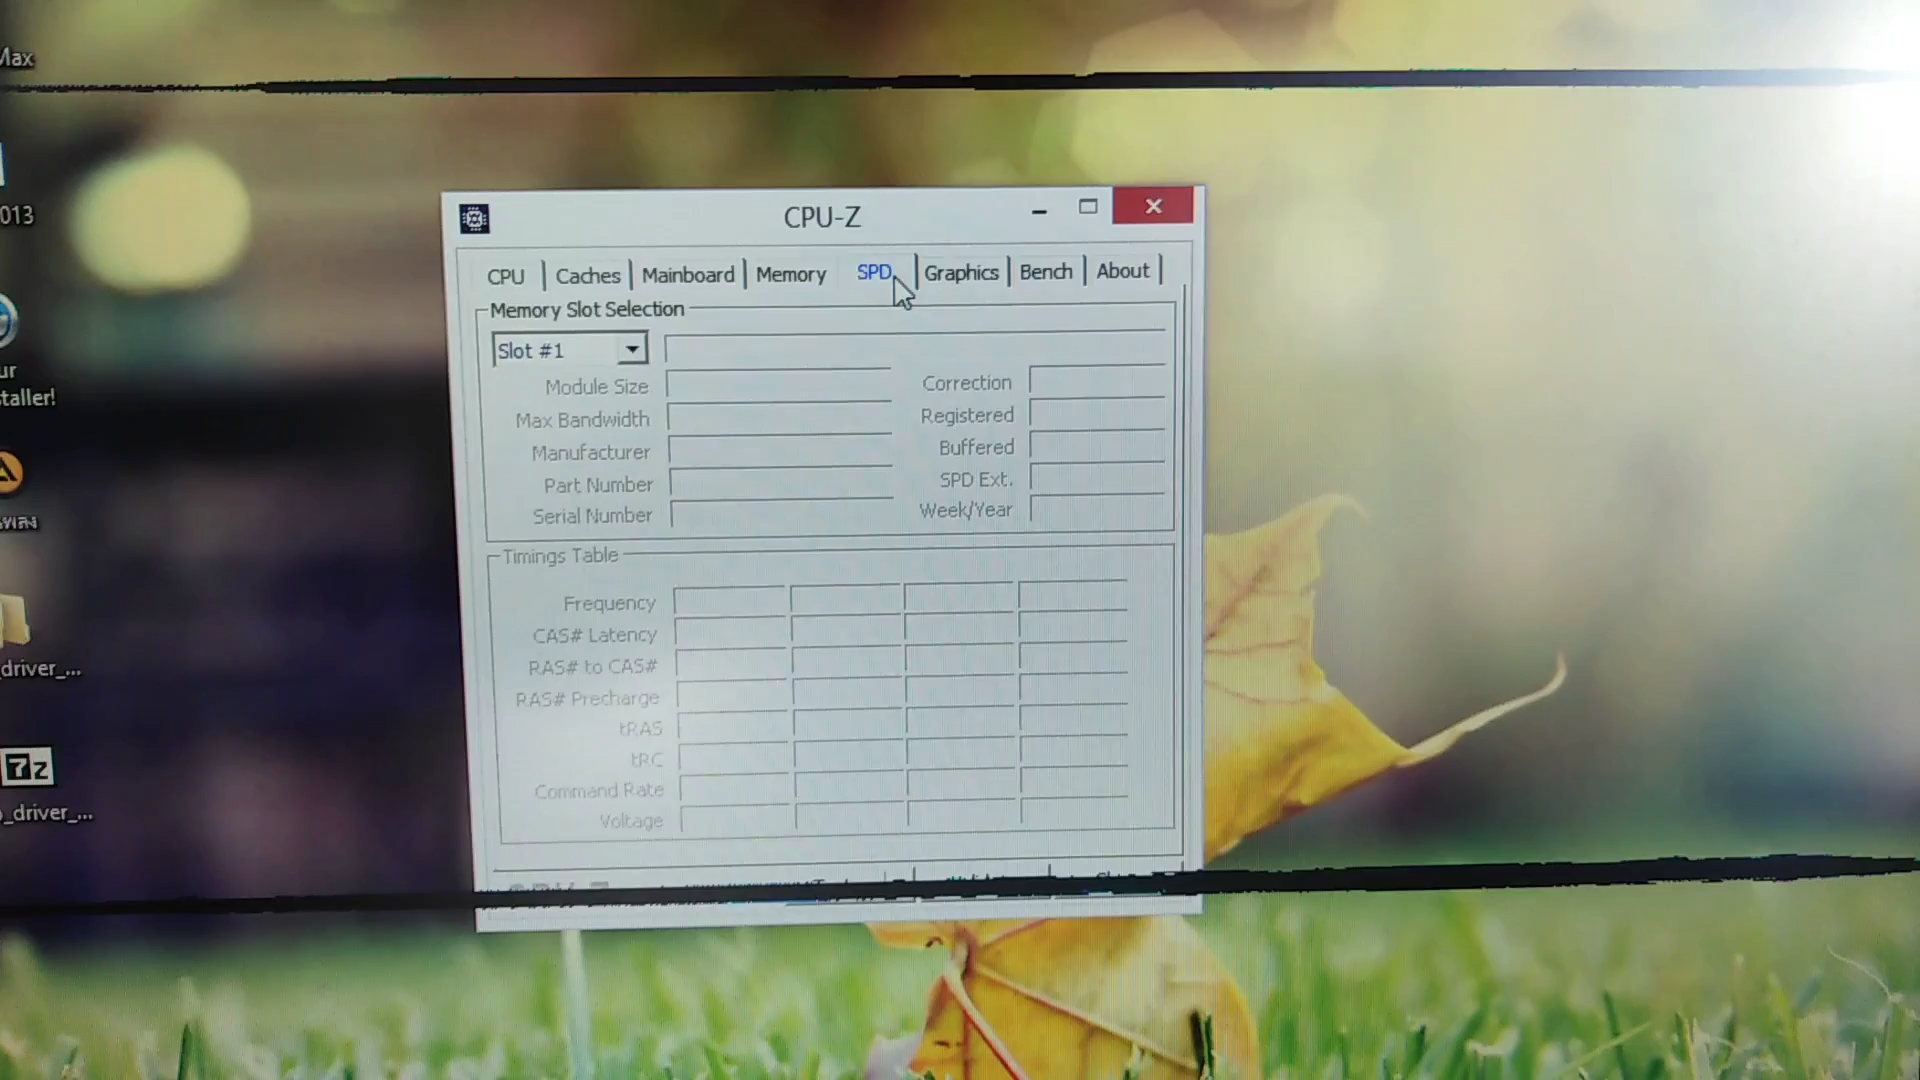 Max
013
ur
staller!
driver_...
7z
_driver_...
CPU-Z
CPU Caches Mainboard Memory SPD Graphics Bench About
Memory Slot Selection
Slot #1
Module Size Correction
Max Bandwidth Registered
Manufacturer Buffered
Part Number SPD Ext.
Serial Number Week/Year
Timings Table
Frequency
CAS# Latency
RAS# to CAS#
RAS# Precharge
tRAS
tRC
Command Rate
Voltage